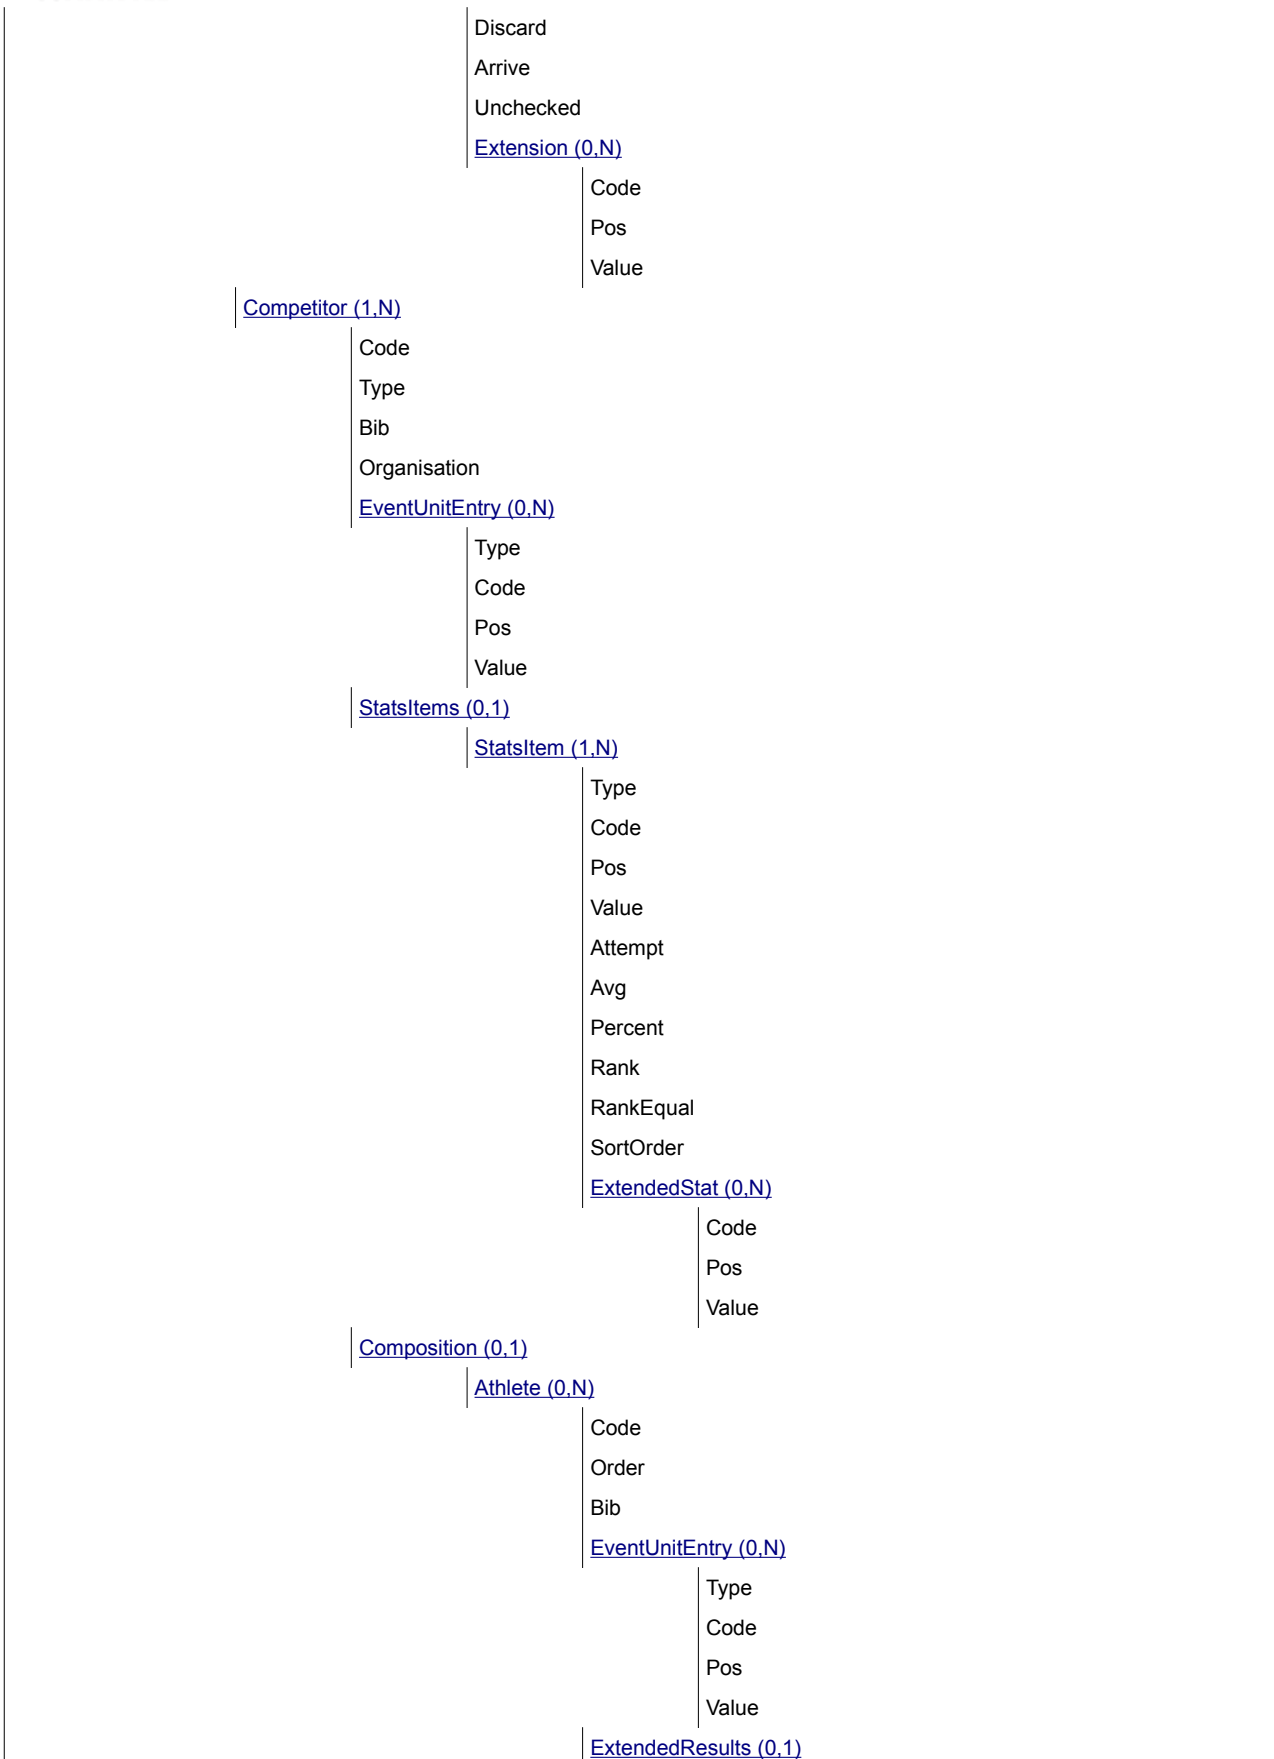 Discard
Arrive
Unchecked
Extension (0,N)
Code
Pos
Value
Competitor (1,N)
Code
Type
Bib
Organisation
EventUnitEntry (0,N)
Type
Code
Pos
Value
StatsItems (0,1)
StatsItem (1,N)
Type
Code
Pos
Value
Attempt
Avg
Percent
Rank
RankEqual
SortOrder
ExtendedStat (0,N)
Code
Pos
Value
Composition (0,1)
Athlete (0,N)
Code
Order
Bib
EventUnitEntry (0,N)
Type
Code
Pos
Value
ExtendedResults (0,1)